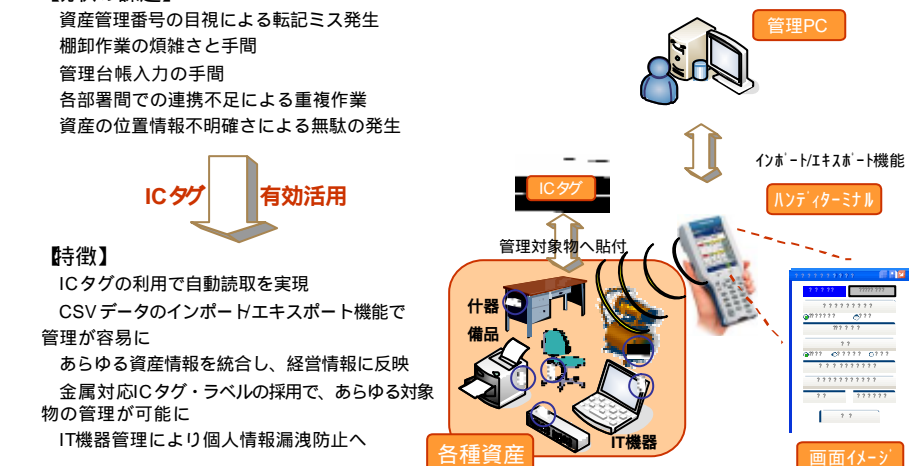 資産管理番号の目視による転記ミス発生
棚卸作業の煩雑さと手間
管理台帳入力の手間
各部署間での連携不足による重複作業
資産の位置情報不明確さによる無駄の発生
ICタグ 有効活用
【特徴】
ICタグの利用で自動読取を実現
CSVデータのインポート/エキスポート機能で
管理が容易に
あらゆる資産情報を統合し、経営情報に反映
金属対応ICタグ・ラベルの採用で、あらゆる対象
物の管理が可能に
IT機器管理により個人情報漏洩防止へ
管理PC
ｲﾝﾎﾟｰﾄ/ｴｷｽﾎﾟｰﾄ機能
ICタグ
ﾊﾝﾃﾞｨﾀｰﾐﾅﾙ
管理対象物へ貼付
什器
備品
IT機器
各種資産
画面ｲﾒｰｼﾞ